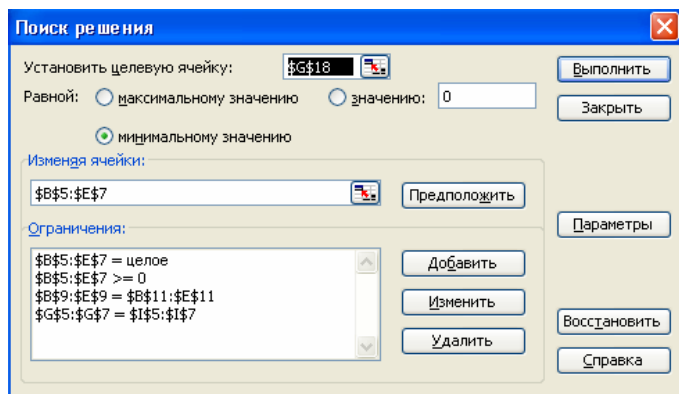 Поиск решения
Установить целевую ячейку: $G$18
Выполнить
Равной: максимальному значению значению: 0
Закрыть
минимальному значению
Изменяя ячейки:
$B$5:$E$7
Предположить
Ограничения:
Параметры
$B$5:$E$7 = целое
$B$5:$E$7 >= 0
$B$9:$E$9 = $B$11:$E$11
$G$5:$G$7 = $I$5:$I$7
Добавить
Изменить
Удалить
Восстановить
Справка